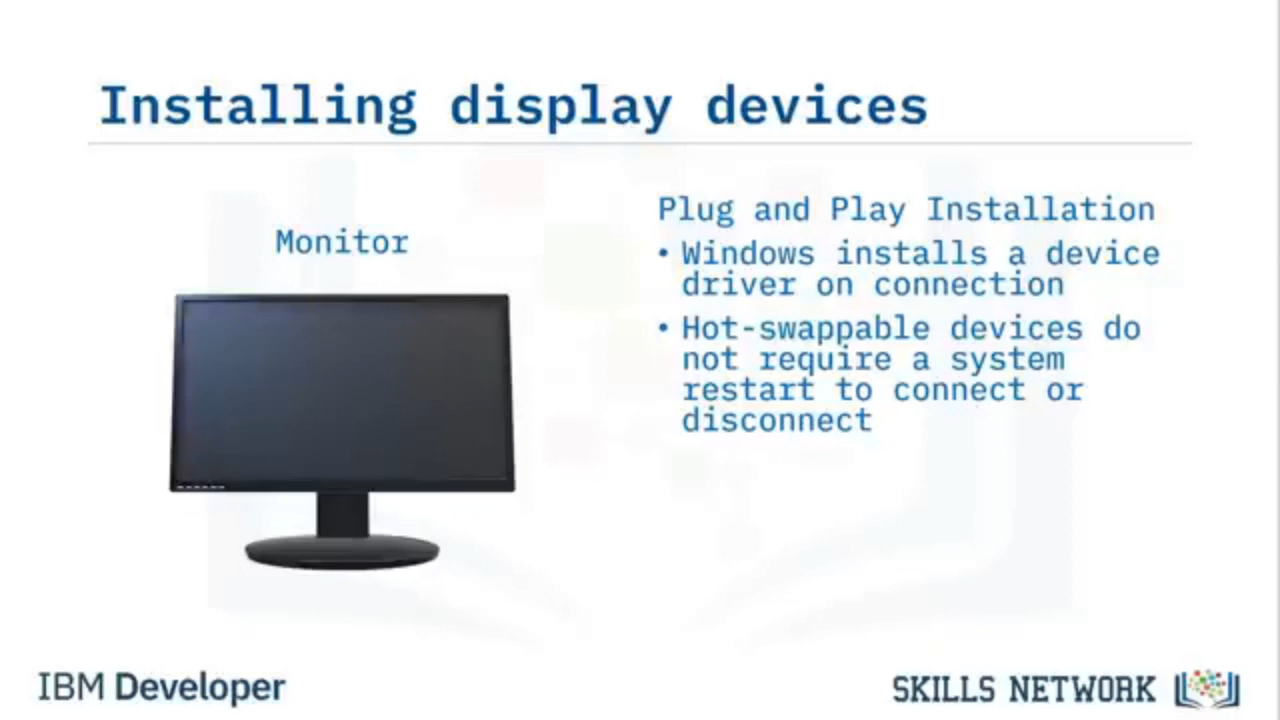 Installing display devices
Monitor
Plug and Play Installation
• Windows installs a device
driver on connection
• Hot-swappable devices do
not require a system
restart to connect or
disconnect
IBM Developer
SKILLS NETWORK